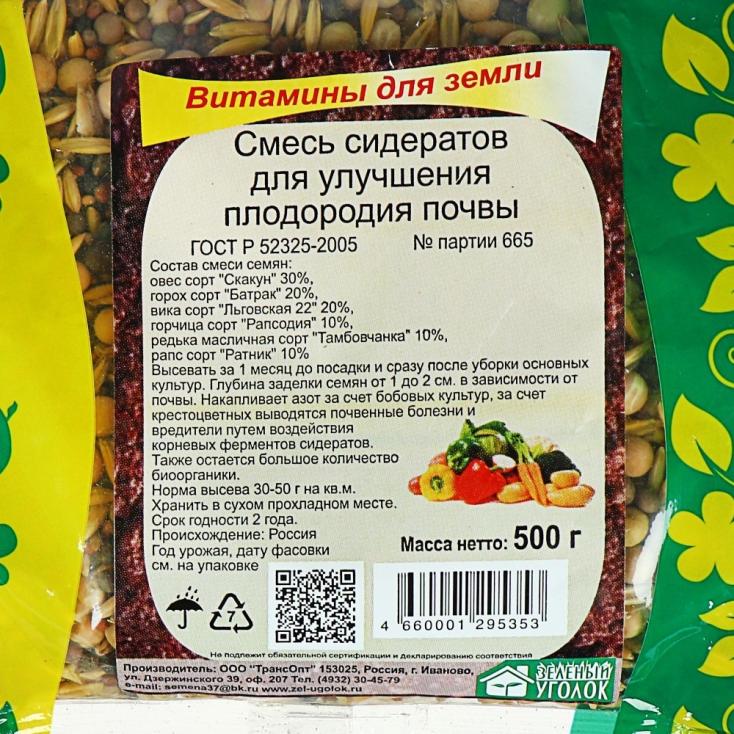 Витамины для земли
Смесь сидератов
для улучшения
плодородия почвы
ГОСТ Р 52325-2005 № партии 665
Состав смеси семян:
овес сорт "Скакун" 30%,
горох сорт "Батрак" 20%,
вика сорт "Льговская 22" 20%,
горчица сорт "Рапсодия" 10%,
редька масличная сорт "Тамбовчанка" 10%,
рапс сорт "Ратник" 10%
Высевать за 1 месяц до посадки и сразу после уборки основных
культур. Глубина заделки семян от 1 до 2 см. в зависимости от
почвы. Накапливает азот за счет бобовых культур, за счет
крестоцветных выводятся почвенные болезни и
вредители путем воздействия
корневых ферментов сидератов.
Также остается большое количество
биоорганики.
Норма высева 30-50 г на кв.м.
Хранить в сухом прохладном месте.
Срок годности 2 года.
Происхождение: Россия
Год урожая, дату фасовки
см. на упаковке
Масса нетто: 500 г
7
4 660001 295353
Не подлежит обязательной сертификации и декларированию соответствия
Производитель: ООО "ТрансОпт" 153025, Россия, г. Иваново,
ул. Дзержинского 39, оф. 207 Тел. (4932) 30-45-79
e-mail: semena37@bk.ru www.zel-ugolok.ru
ЗЕЛЕНЫЙ
УГОЛОК